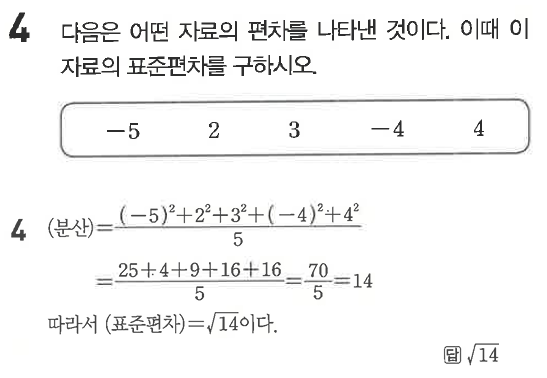 4 다음은 어떤 자료의 편차를 나타낸 것이다. 이때 이
자료의 표준편차를 구하시오.
−5 2 3 −4 4
4 (분산)=\frac{(−5)²+2²+3²+(−4)²+4²}{5}
=\frac{25+4+9+16+16}{5}=\frac{70}{5}=14
따라서 (표준편차)=√14이다.
답 √14